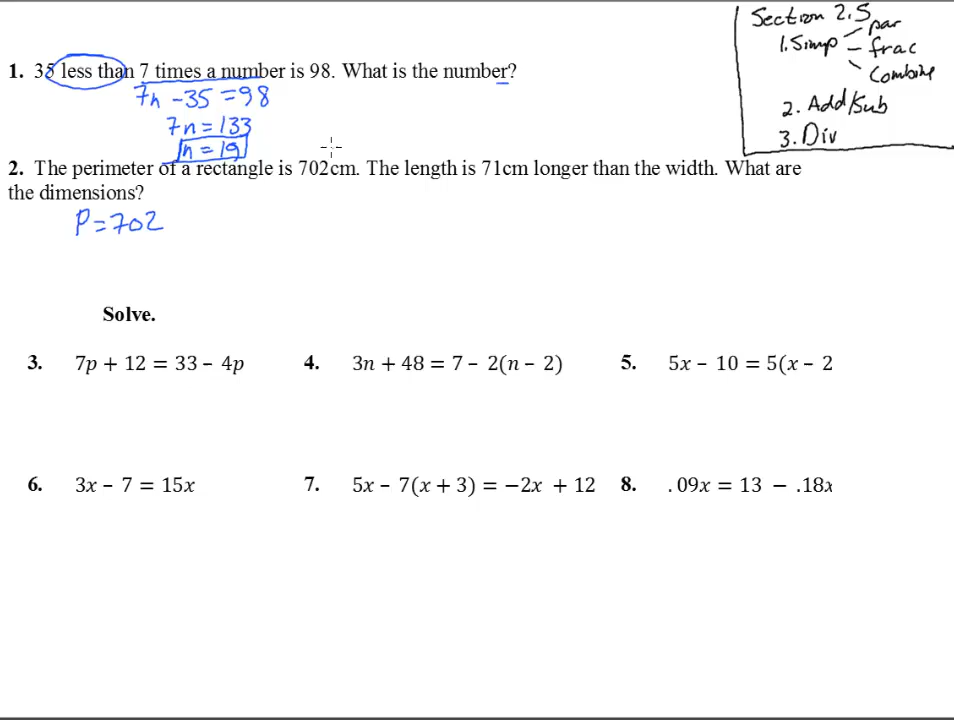 Section 2.5
1. Simp par
frac
combine
2. Add/Sub
3. Div
1. 35 less than 7 times a number is 98. What is the number?
7n - 35 = 98
7n = 133
n = 19
2. The perimeter of a rectangle is 702cm. The length is 71cm longer than the width. What are
the dimensions?
P = 702
Solve.
3. 7p + 12 = 33 – 4p 4. 3n + 48 = 7 – 2(n – 2) 5. 5x – 10 = 5(x – 2
6. 3x – 7 = 15x 7. 5x – 7(x + 3) = −2x + 12 8. .09x = 13 − .18x